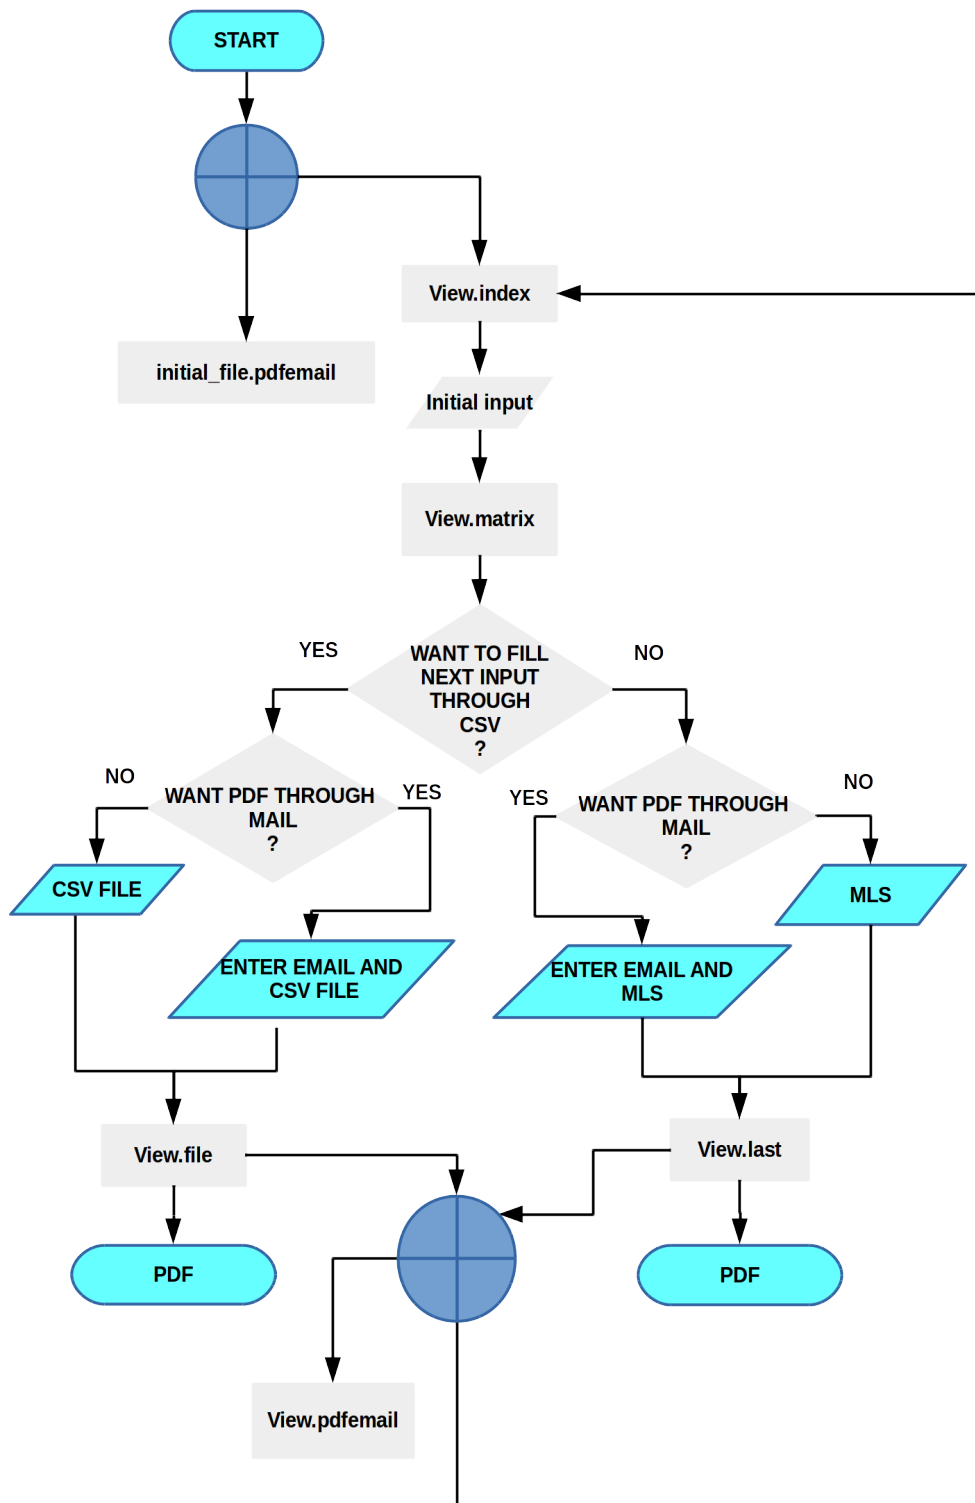 START
View.index
initial_file.pdfemail
Initial input
View.matrix
YES
NO
WANT TO FILL
NEXT INPUT
THROUGH
CSV
?
NO
WANT PDF THROUGH
MAIL
?
YES
YES
WANT PDF THROUGH
MAIL
?
NO
CSV FILE
MLS
ENTER EMAIL AND
CSV FILE
ENTER EMAIL AND
MLS
View.file
View.last
PDF
PDF
View.pdfemail